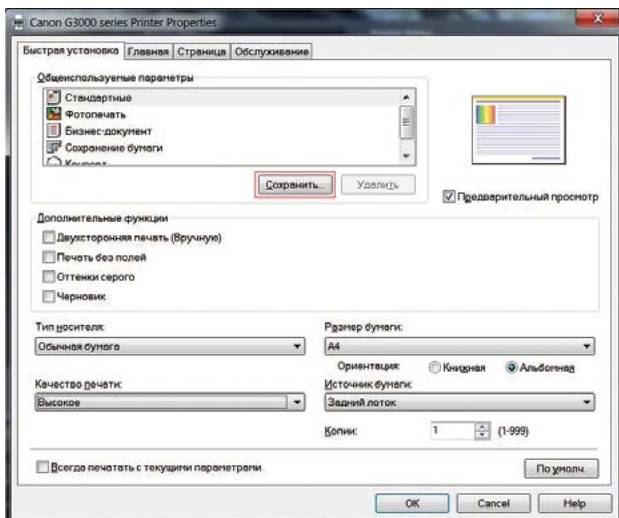 Canon G3000 series Printer Properties
Быстрая установка Главная Страница Обслуживание
Общеиспользуемые параметры
Стандартные
Фотопечать
Бизнес-документ
Сохранение бумаги
Конверт
Сохранить... Удалить
Предварительный просмотр
Дополнительные функции
Двухсторонняя печать (Вручную)
Печать без полей
Оттенки серого
Черновик
Тип носителя:
Обычная бумага
Размер бумаги:
A4
Ориентация: Книжная Альбомная
Качество печати:
Высокое
Источник бумаги:
Задний лоток
Копии: 1 (1-999)
Всегда печатать с текущими параметрами
По умолч.
OK Cancel Help